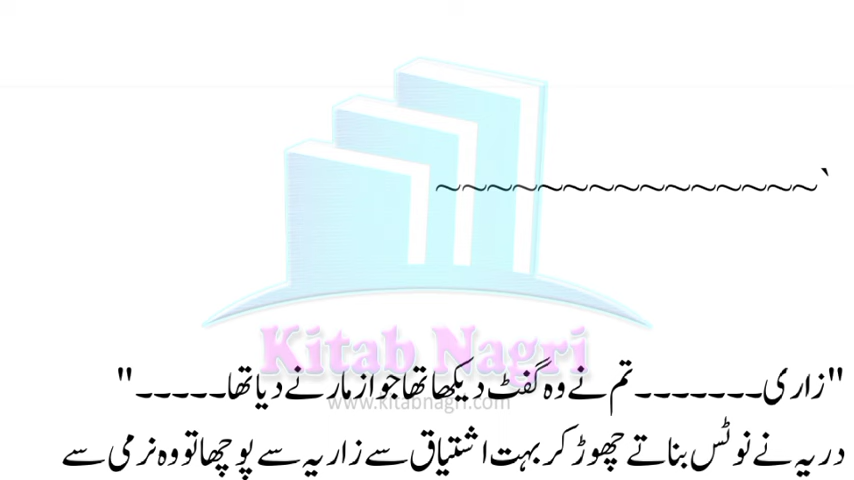 ~~~~~~~~~~~~~~~`
Kitab Nagri
www.kitabnagri.com
"زاری۔۔۔۔۔۔۔تم نے وہ گفٹ دیکھا تھا جو ازمار نے دیا تھا۔۔۔۔۔"
دریہ نے نوٹس بناتے چھوڑ کر بہت اشتیاق سے زاریہ سے پوچھا تو وہ نرمی سے